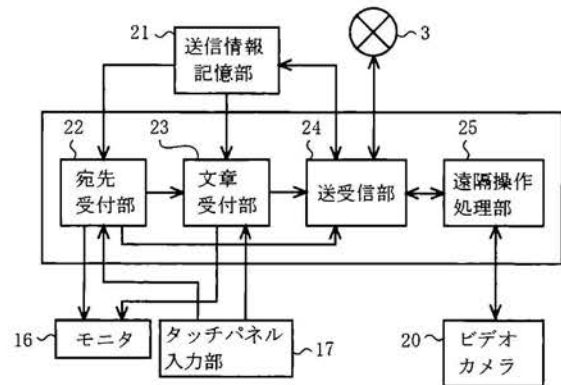 21
送信情報
記憶部
3
22
宛先
受付部
23
文章
受付部
24
送受信部
25
遠隔操作
処理部
16
モニタ
タッチパネル
入力部
17
20
ビデオ
カメラ